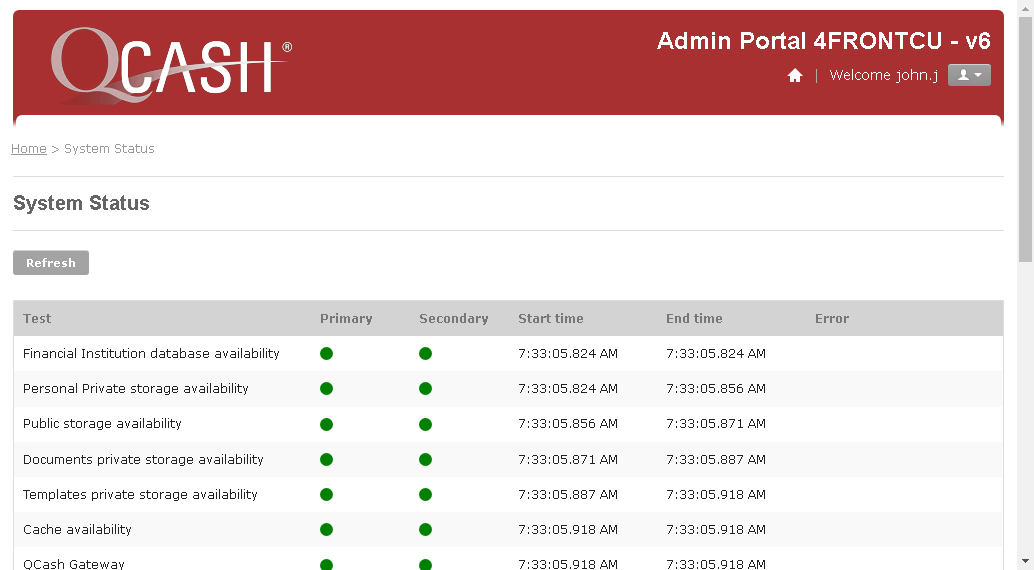 QCASH®
Admin Portal 4FRONTCU - v6
| Welcome john.j
Home > System Status
System Status
Refresh
Test Primary Secondary Start time End time Error
Financial Institution database availability 7:33:05.824 AM 7:33:05.824 AM
Personal Private storage availability 7:33:05.824 AM 7:33:05.856 AM
Public storage availability 7:33:05.856 AM 7:33:05.871 AM
Documents private storage availability 7:33:05.871 AM 7:33:05.887 AM
Templates private storage availability 7:33:05.887 AM 7:33:05.918 AM
Cache availability 7:33:05.918 AM 7:33:05.918 AM
QCash Gateway 7:33:05.918 AM 7:33:05.918 AM